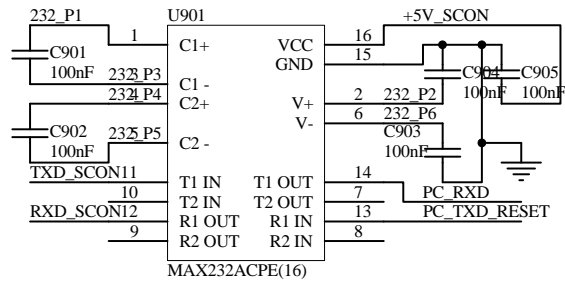 232_P1
U901
+5V_SCON
1
C1+
VCC
16
C901
GND
15
100nF
232_P3
3
C1 -
C904
C905
232_P4
4
C2+
100nF
100nF
V+
2
232_P2
V-
6
232_P6
C902
232_P5
5
C2 -
C903
100nF
100nF
TXD_SCON
11
T1 IN
T1 OUT
14
10
T2 IN
T2 OUT
7
PC_RXD
RXD_SCON
12
R1 OUT
R1 IN
13
PC_TXD_RESET
9
R2 OUT
R2 IN
8
MAX232ACPE(16)